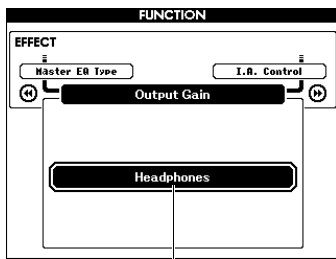 FUNCTION
EFFECT
Master EQ Type
I.A. Control
Output Gain
Headphones